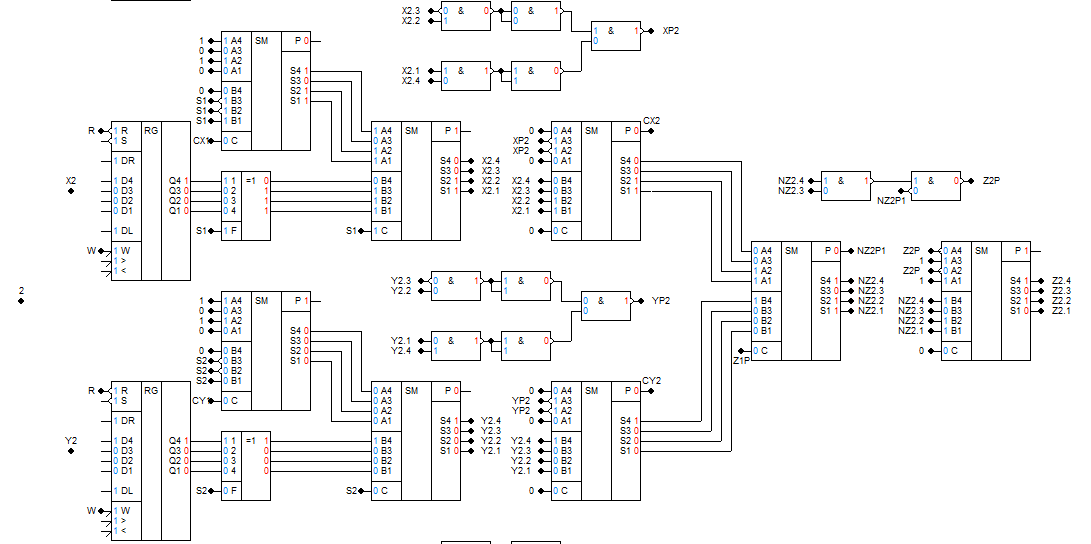 X2.3 0 & 0 & 1
X2.2 1
1 & 1 XP2
0
X2.1 1 & 1 1 & 0
X2.4 0
1 1 A4 SM P 0
0 0 A3
1 1 A2
0 0 A1
S4 1
S3 0
S2 1
S1 1
0 0 B4
S1 1 B3
S1 1 B2
S1 1 B1
CX1 0 C
R 1 R RG
1 S
1 DR
X2
1 D4 Q4 1
0 D3 Q3 0
0 D2 Q2 0
0 D1 Q1 0
1 DL
W 1 W
1 >
1 <
1 1 =1 0
0 2 1
0 3 1
0 4 1
S1 1 F
1 A4 SM P 1
0 A3
1 A2
1 A1
S4 0 X2.4
S3 0 X2.3
S2 1 X2.2
S1 1 X2.1
0 B4
1 B3
1 B2
1 B1
S1 1 C
0 0 A4 SM P 0 CX2
XP2 0 A3
XP2 0 A2
0 0 A1
X2.4 0 B4 S4 0
X2.3 0 B3 S3 0
X2.2 1 B2 S2 1
X2.1 1 B1 S1 1
0 0 C
NZ2.4 1 & 1 0 & 0 Z2P
NZ2.3 0
NZ2P1 0
0 A4 SM P 0 NZ2P1
0 A3
1 A2
1 A1
S4 1 NZ2.4
S3 0 NZ2.3
S2 1 NZ2.2
S1 1 NZ2.1
1 B4
0 B3
0 B2
0 B1
Z1P 0 C
Z2P 0 A4 SM P 1
1 1 A3
Z2P 0 A2
1 1 A1
S4 1 Z2.4
S3 0 Z2.3
S2 0 Z2.2
S1 0 Z2.1
NZ2.4 1 B4
NZ2.3 0 B3
NZ2.2 1 B2
NZ2.1 1 B1
0 0 C
2
1 1 A4 SM P 1
0 0 A3
1 1 A2
0 0 A1
S4 0
S3 0
S2 0
S1 0
0 0 B4
S2 0 B3
S2 0 B2
S2 0 B1
CY1 0 C
Y2.3 0 & 1 1 & 0
Y2.2 0
0 & 1 YP2
0
Y2.1 0 & 1 & 0
Y2.4 1 1
R 1 R RG
1 S
1 DR
Y2
1 D4 Q4 1
0 D3 Q3 0
0 D2 Q2 0
0 D1 Q1 0
1 DL
W 1 W
1 >
1 <
1 1 =1 1
0 2 0
0 3 0
0 4 0
S2 0 F
0 A4 SM P 0
0 A3
0 A2
0 A1
S4 1 Y2.4
S3 0 Y2.3
S2 0 Y2.2
S1 0 Y2.1
1 B4
0 B3
0 B2
0 B1
S2 0 C
0 0 A4 SM P 0 CY2
YP2 0 A3
YP2 0 A2
0 0 A1
Y2.4 1 B4 S4 1
Y2.3 0 B3 S3 0
Y2.2 0 B2 S2 0
Y2.1 0 B1 S1 0
0 0 C